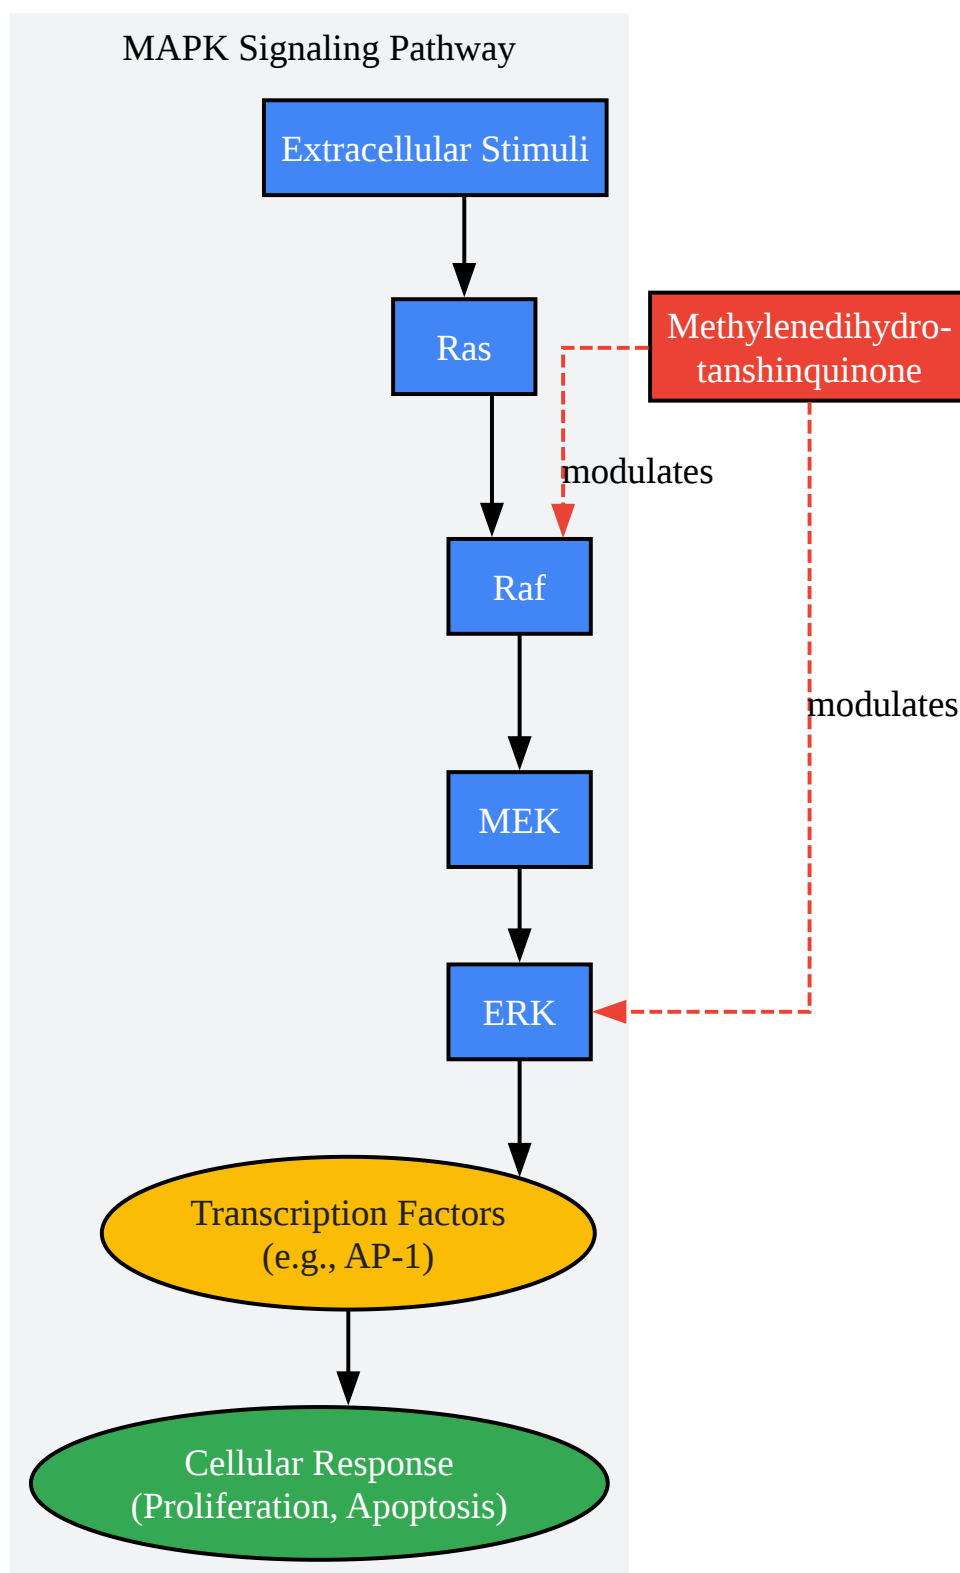 MAPK Signaling Pathway
Extracellular Stimuli
Ras
Methylenedihydro-
tanshinquinone
modulates
Raf
modulates
MEK
ERK
Transcription Factors
(e.g., AP-1)
Cellular Response
(Proliferation, Apoptosis)